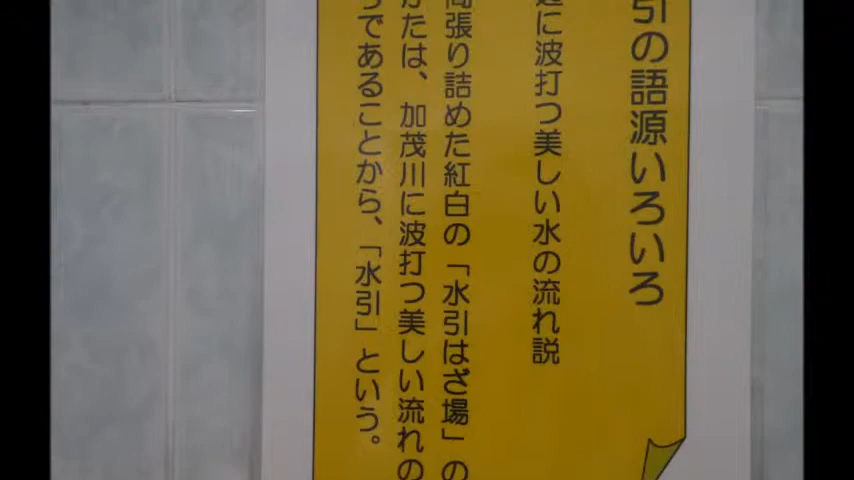 引の語源いろいろ
に波打つ美しい水の流れ説
張り詰めた紅白の「水引はざ場」の
たは、加茂川に波打つ美しい流れの
であることから、「水引」という。